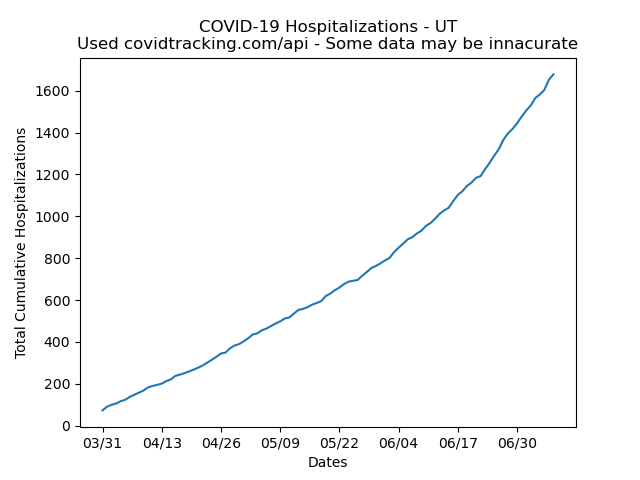 COVID-19 Hospitalizations - UT
Used covidtracking.com/api - Some data may be innacurate
Total Cumulative Hospitalizations
1600
1400
1200
1000
800
600
400
200
0
03/31 04/13 04/26 05/09 05/22 06/04 06/17 06/30
Dates